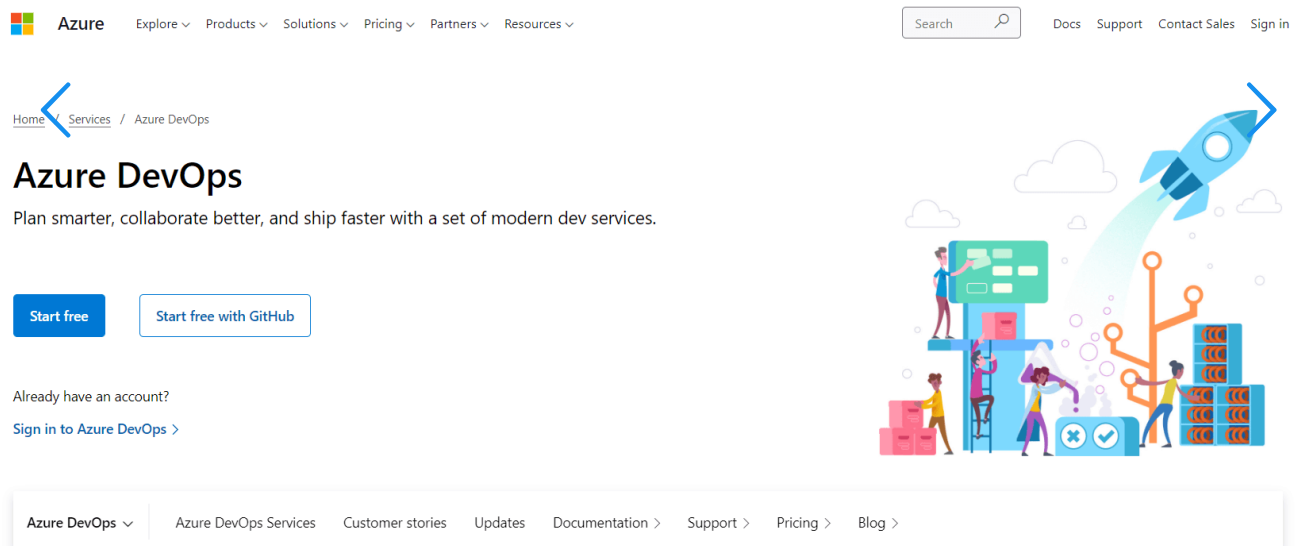 Azure Explore Products Solutions Pricing Partners Resources Search Docs Support Contact Sales Sign in
Home / Services / Azure DevOps
Azure DevOps
Plan smarter, collaborate better, and ship faster with a set of modern dev services.
Start free Start free with GitHub
Already have an account?
Sign in to Azure DevOps
Azure DevOps Azure DevOps Services Customer stories Updates Documentation Support Pricing Blog